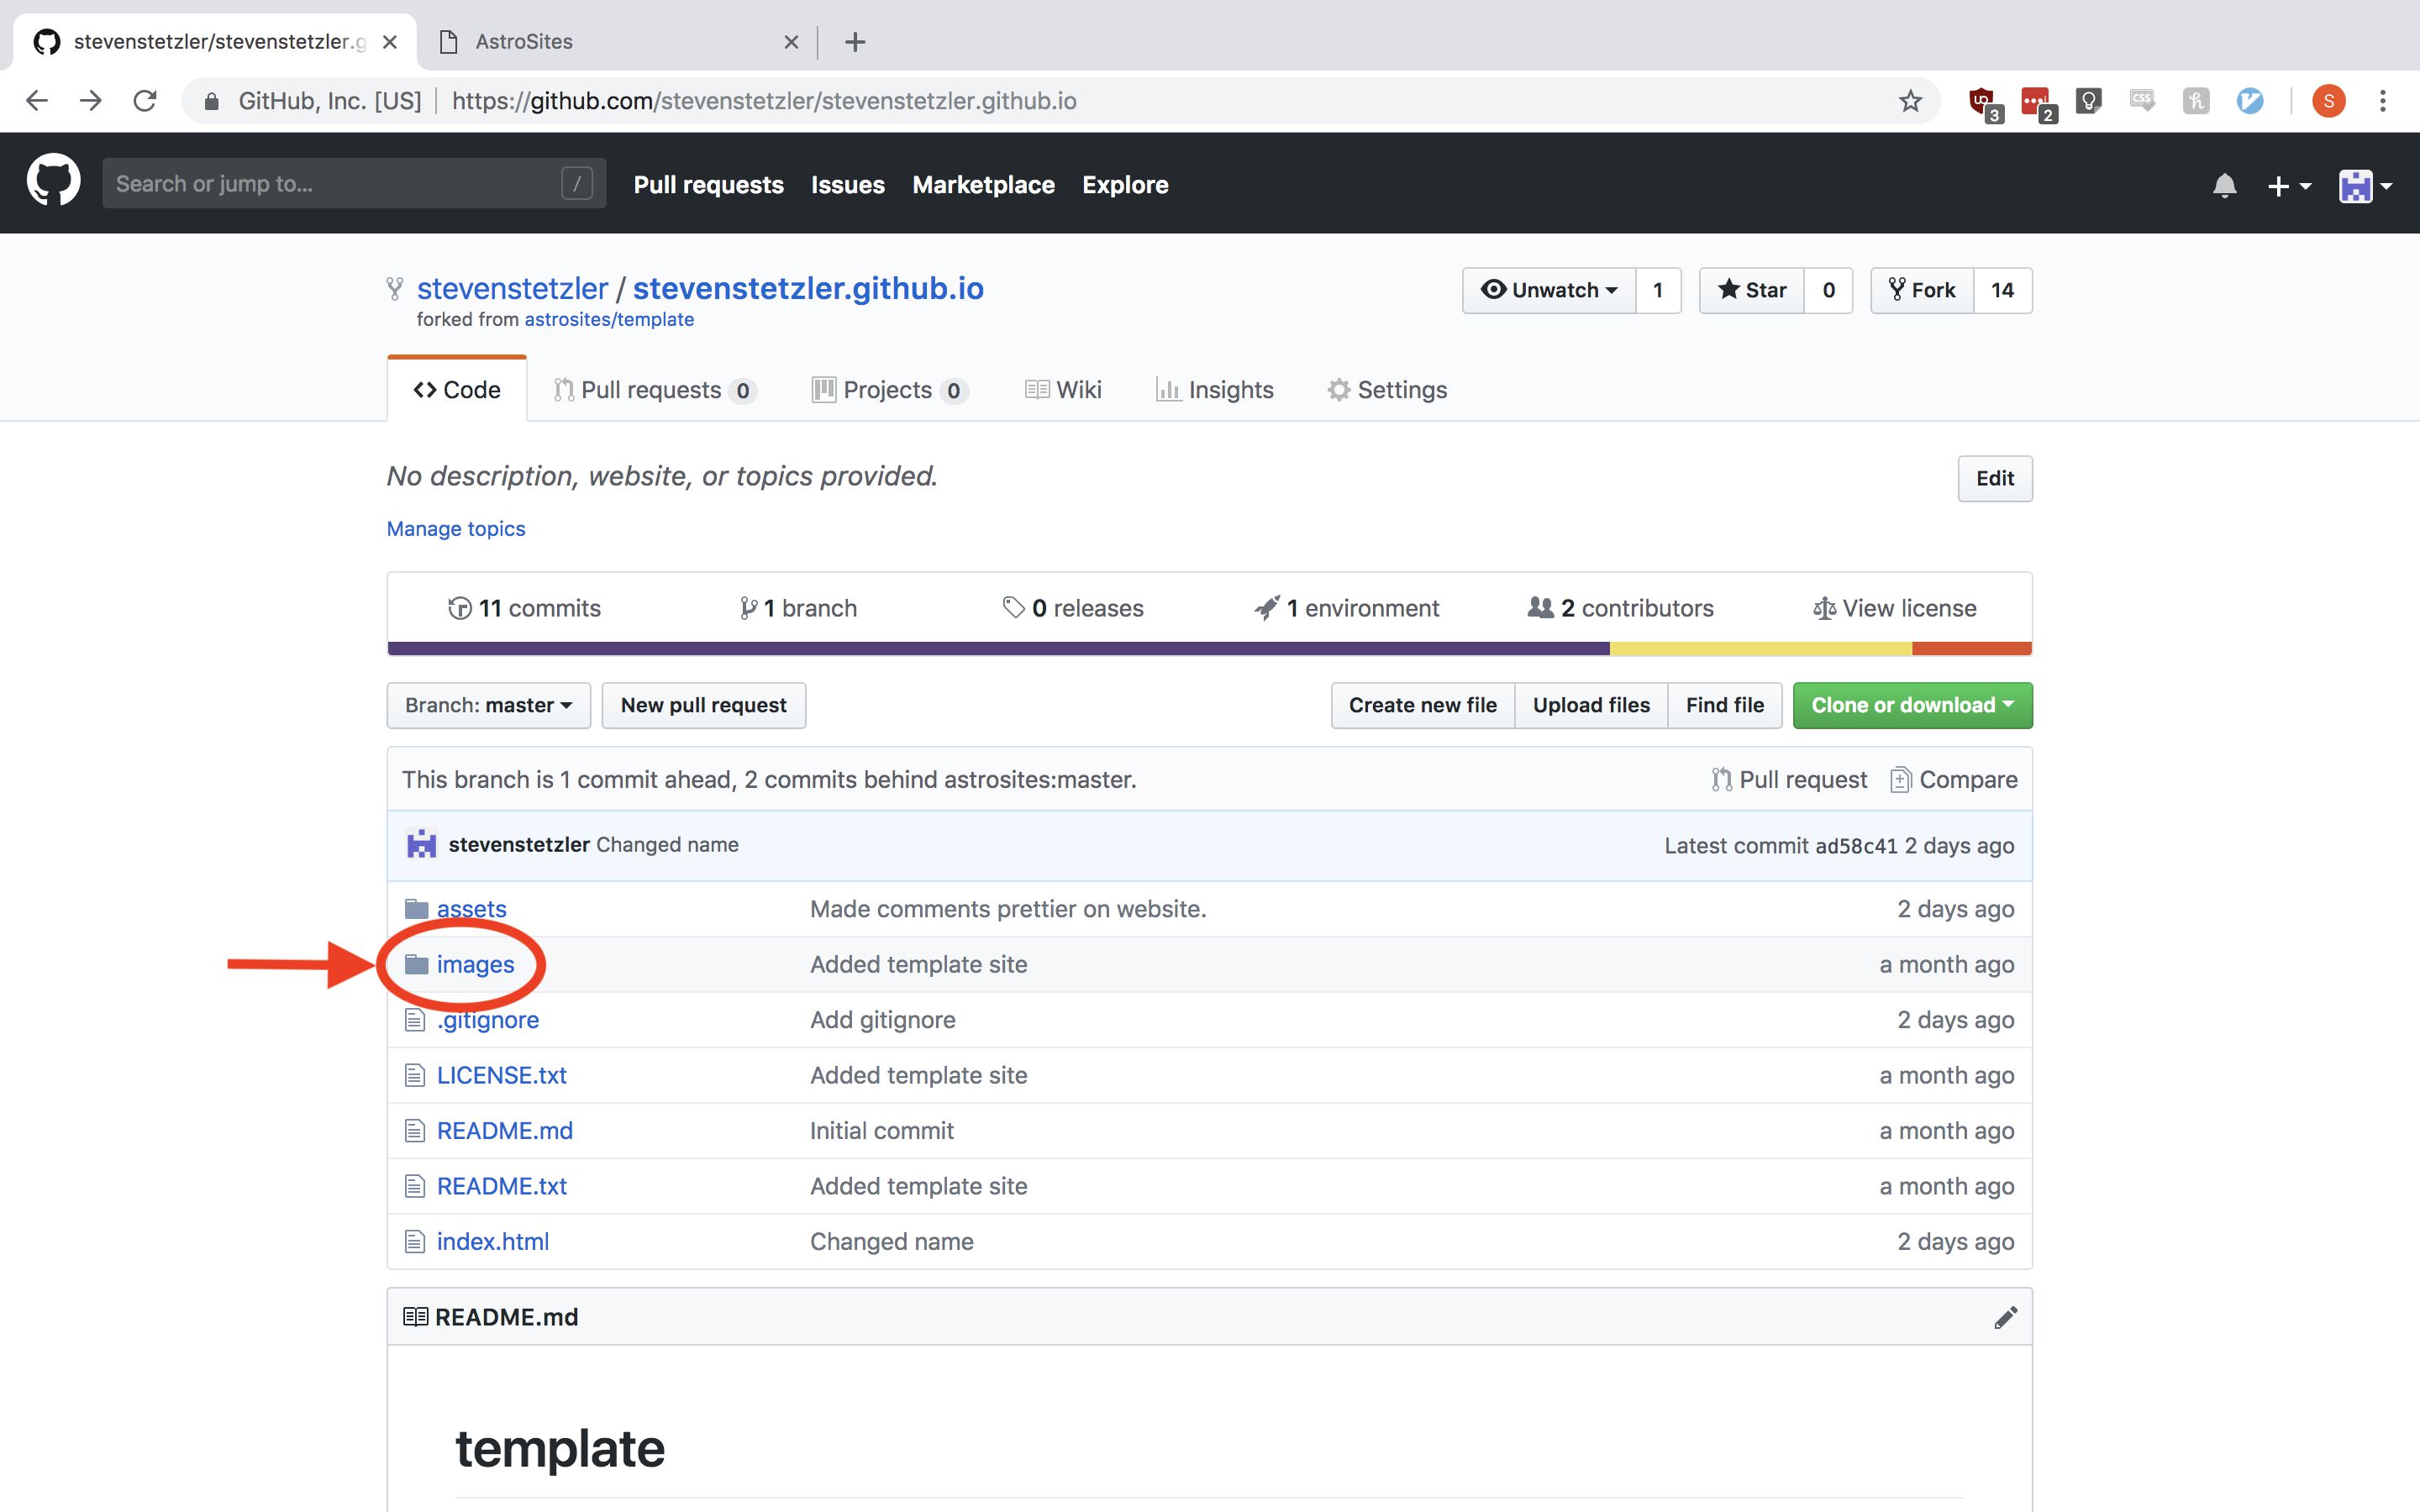 stevenstetzler/stevenstetzler.g
AstroSites
GitHub, Inc. [US] https://github.com/stevenstetzler/stevenstetzler.github.io 3 2 CSS h S
Search or jump to... / Pull requests Issues Marketplace Explore
stevenstetzler / stevenstetzler.github.io Unwatch 1 Star 0 Fork 14
forked from astrosites/template
Code Pull requests 0 Projects 0 Wiki Insights Settings
No description, website, or topics provided. Edit
Manage topics
11 commits 1 branch 0 releases 1 environment 2 contributors View license
Branch: master New pull request Create new file Upload files Find file Clone or download
This branch is 1 commit ahead, 2 commits behind astrosites:master. Pull request Compare
stevenstetzler Changed name Latest commit ad58c41 2 days ago
assets Made comments prettier on website. 2 days ago
images Added template site a month ago
.gitignore Add gitignore 2 days ago
LICENSE.txt Added template site a month ago
README.md Initial commit a month ago
README.txt Added template site a month ago
index.html Changed name 2 days ago
README.md
template